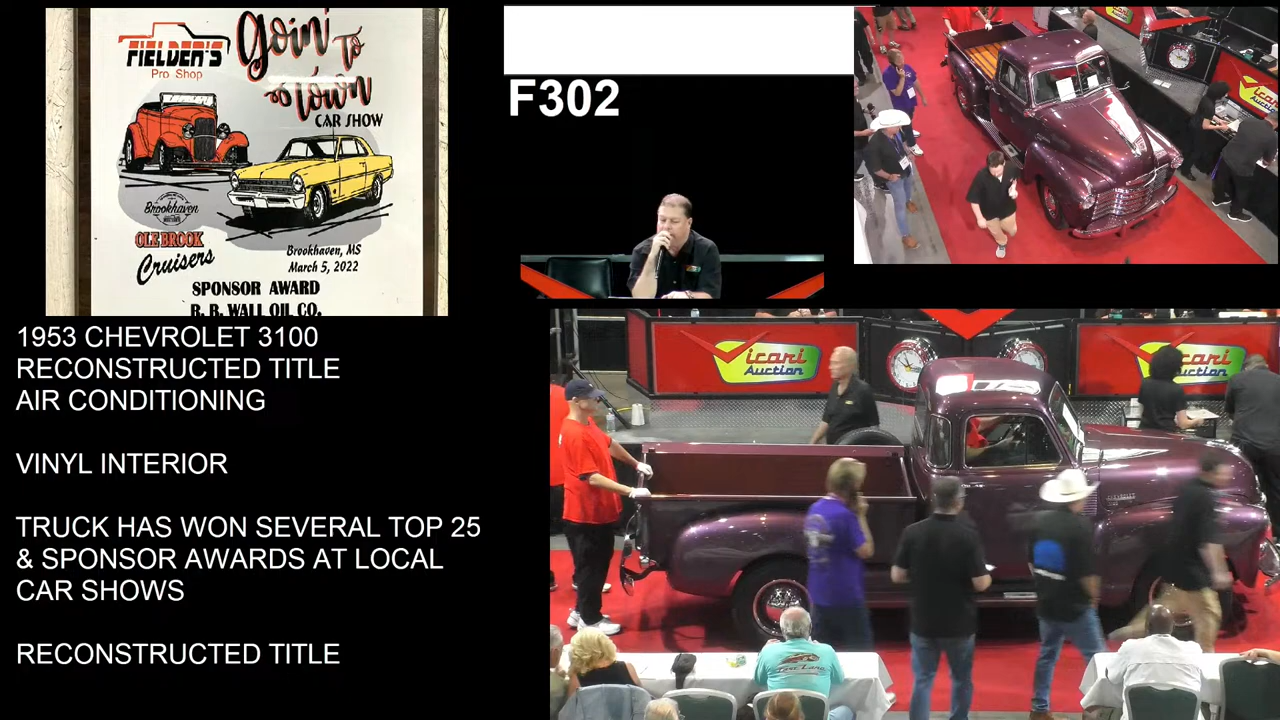 FIELDER'S
Pro Shop
Goin' To
Town
CAR SHOW
Brookhaven
OLE BROOK
Cruisers
Brookhaven, MS
March 5, 2022
SPONSOR AWARD
R. R. WALL OIL CO.
F302
1953 CHEVROLET 3100
RECONSTRUCTED TITLE
AIR CONDITIONING
VINYL INTERIOR
TRUCK HAS WON SEVERAL TOP 25
& SPONSOR AWARDS AT LOCAL
CAR SHOWS
RECONSTRUCTED TITLE
Vicari
Auction
Vicari
Auction
Vicari
Auction